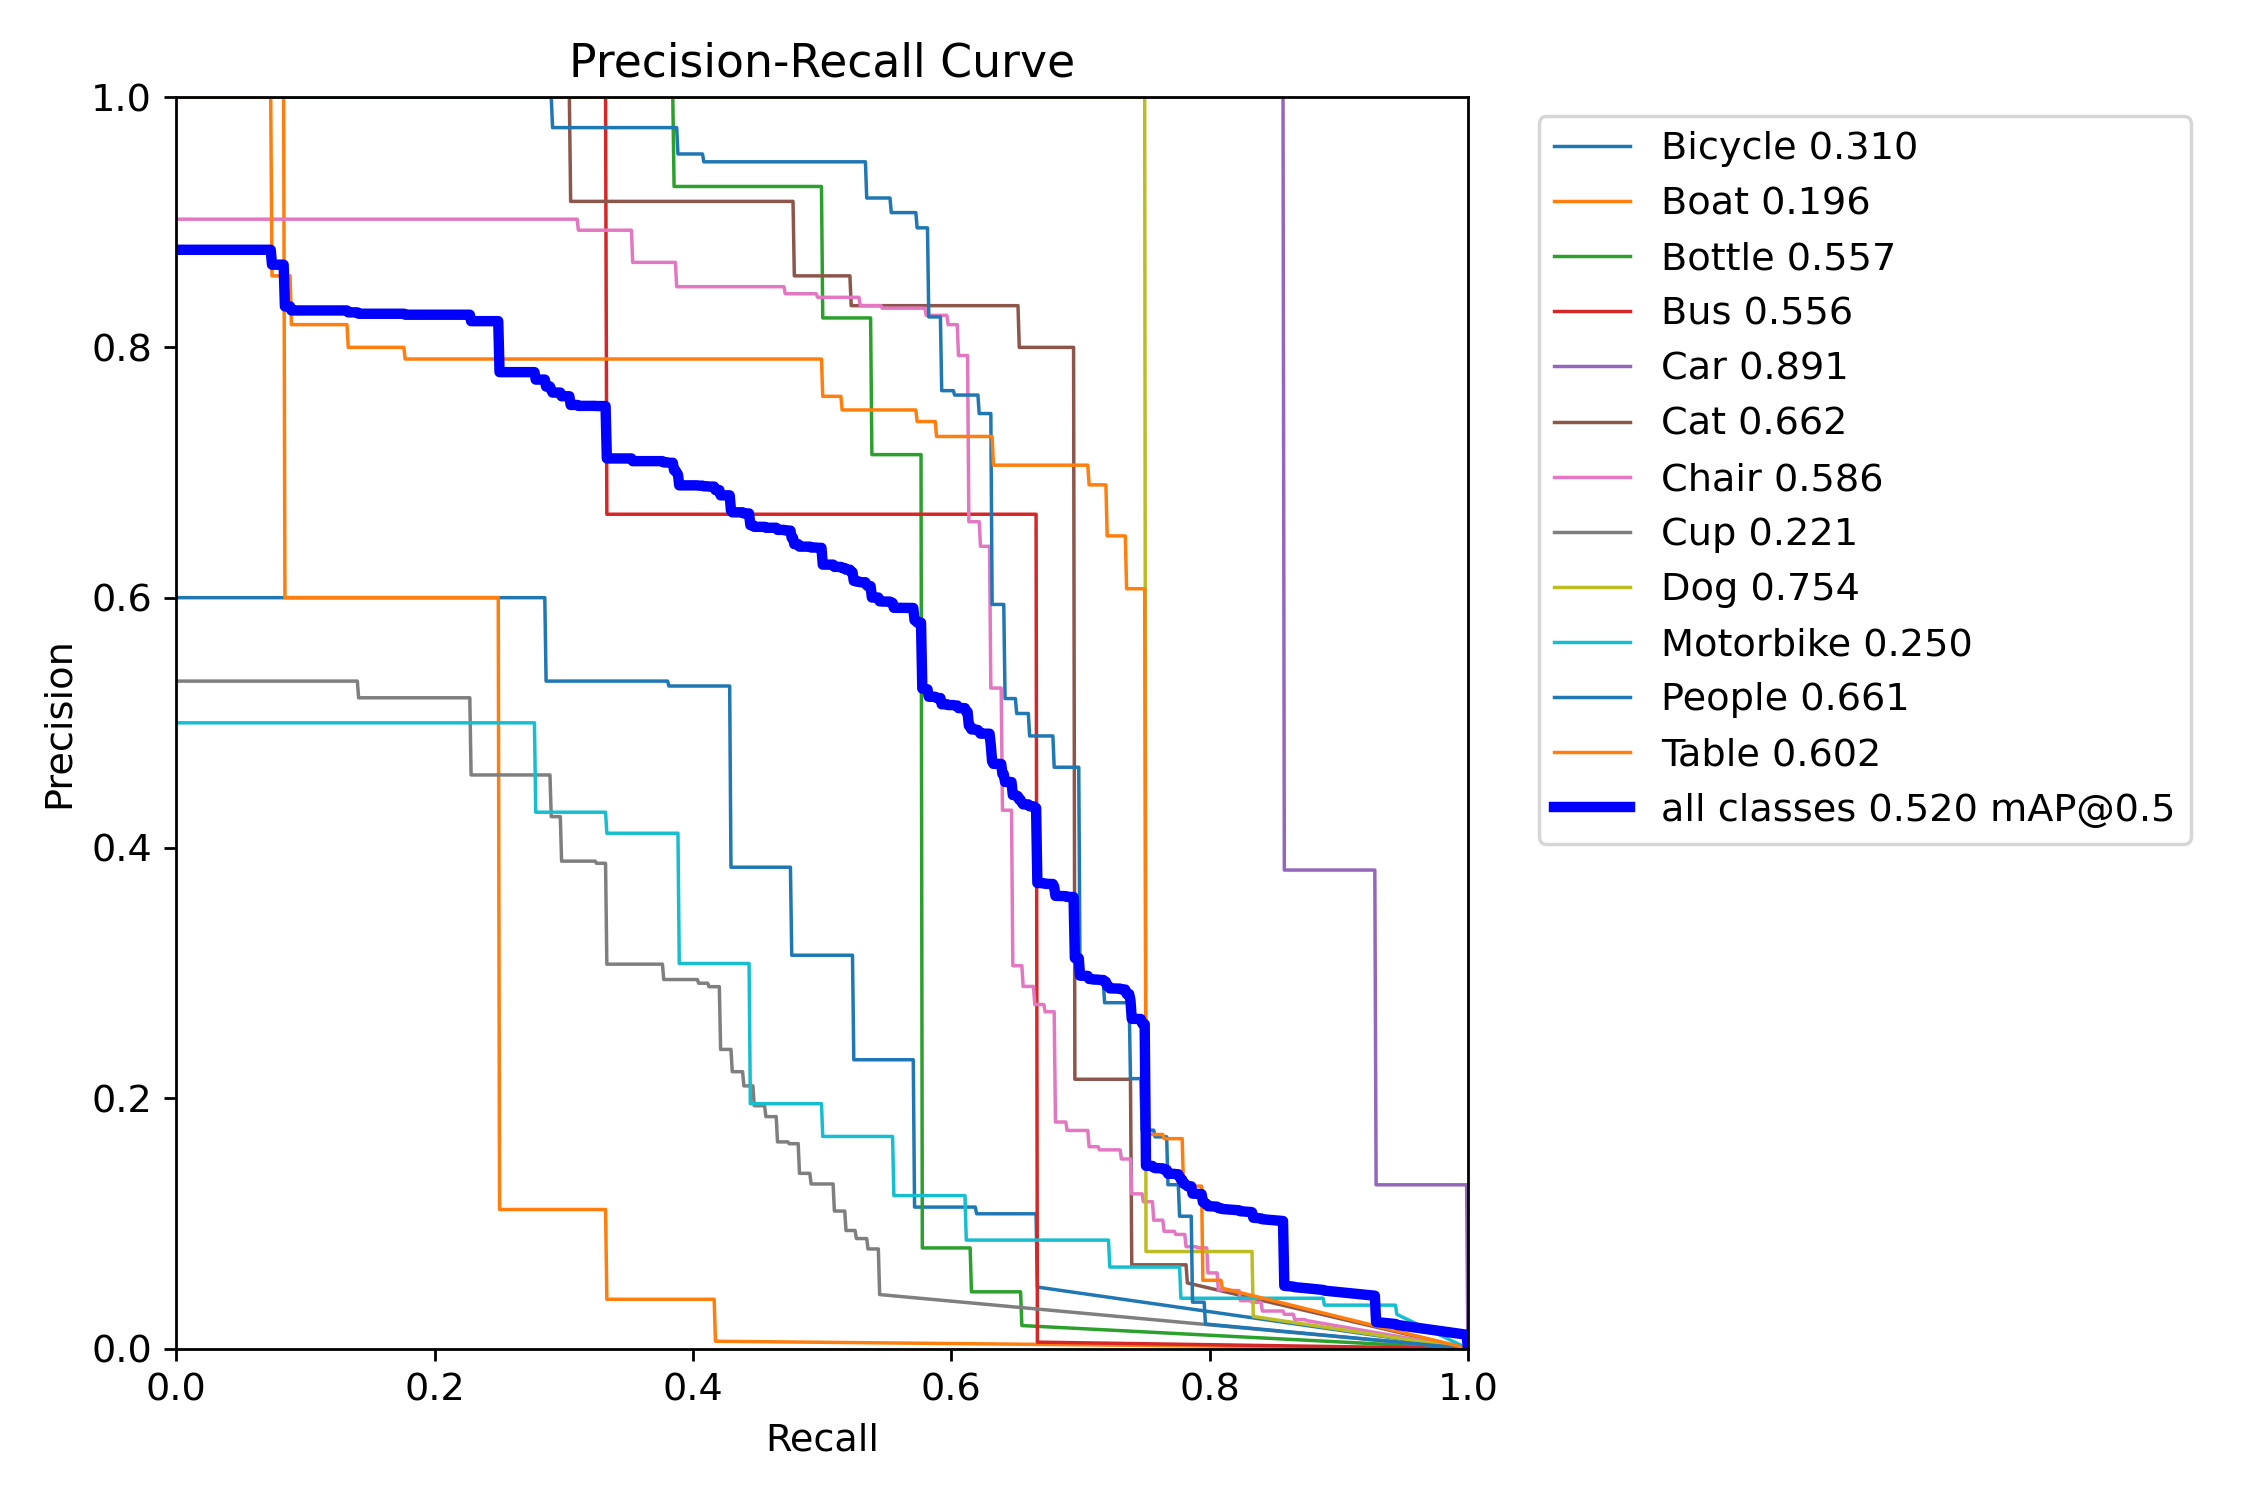 Precision-Recall Curve
1.0
0.8
0.6
0.4
0.2
0.0
Precision
0.0 0.2 0.4 0.6 0.8 1.0
Recall
Bicycle 0.310
Boat 0.196
Bottle 0.557
Bus 0.556
Car 0.891
Cat 0.662
Chair 0.586
Cup 0.221
Dog 0.754
Motorbike 0.250
People 0.661
Table 0.602
all classes 0.520 mAP@0.5